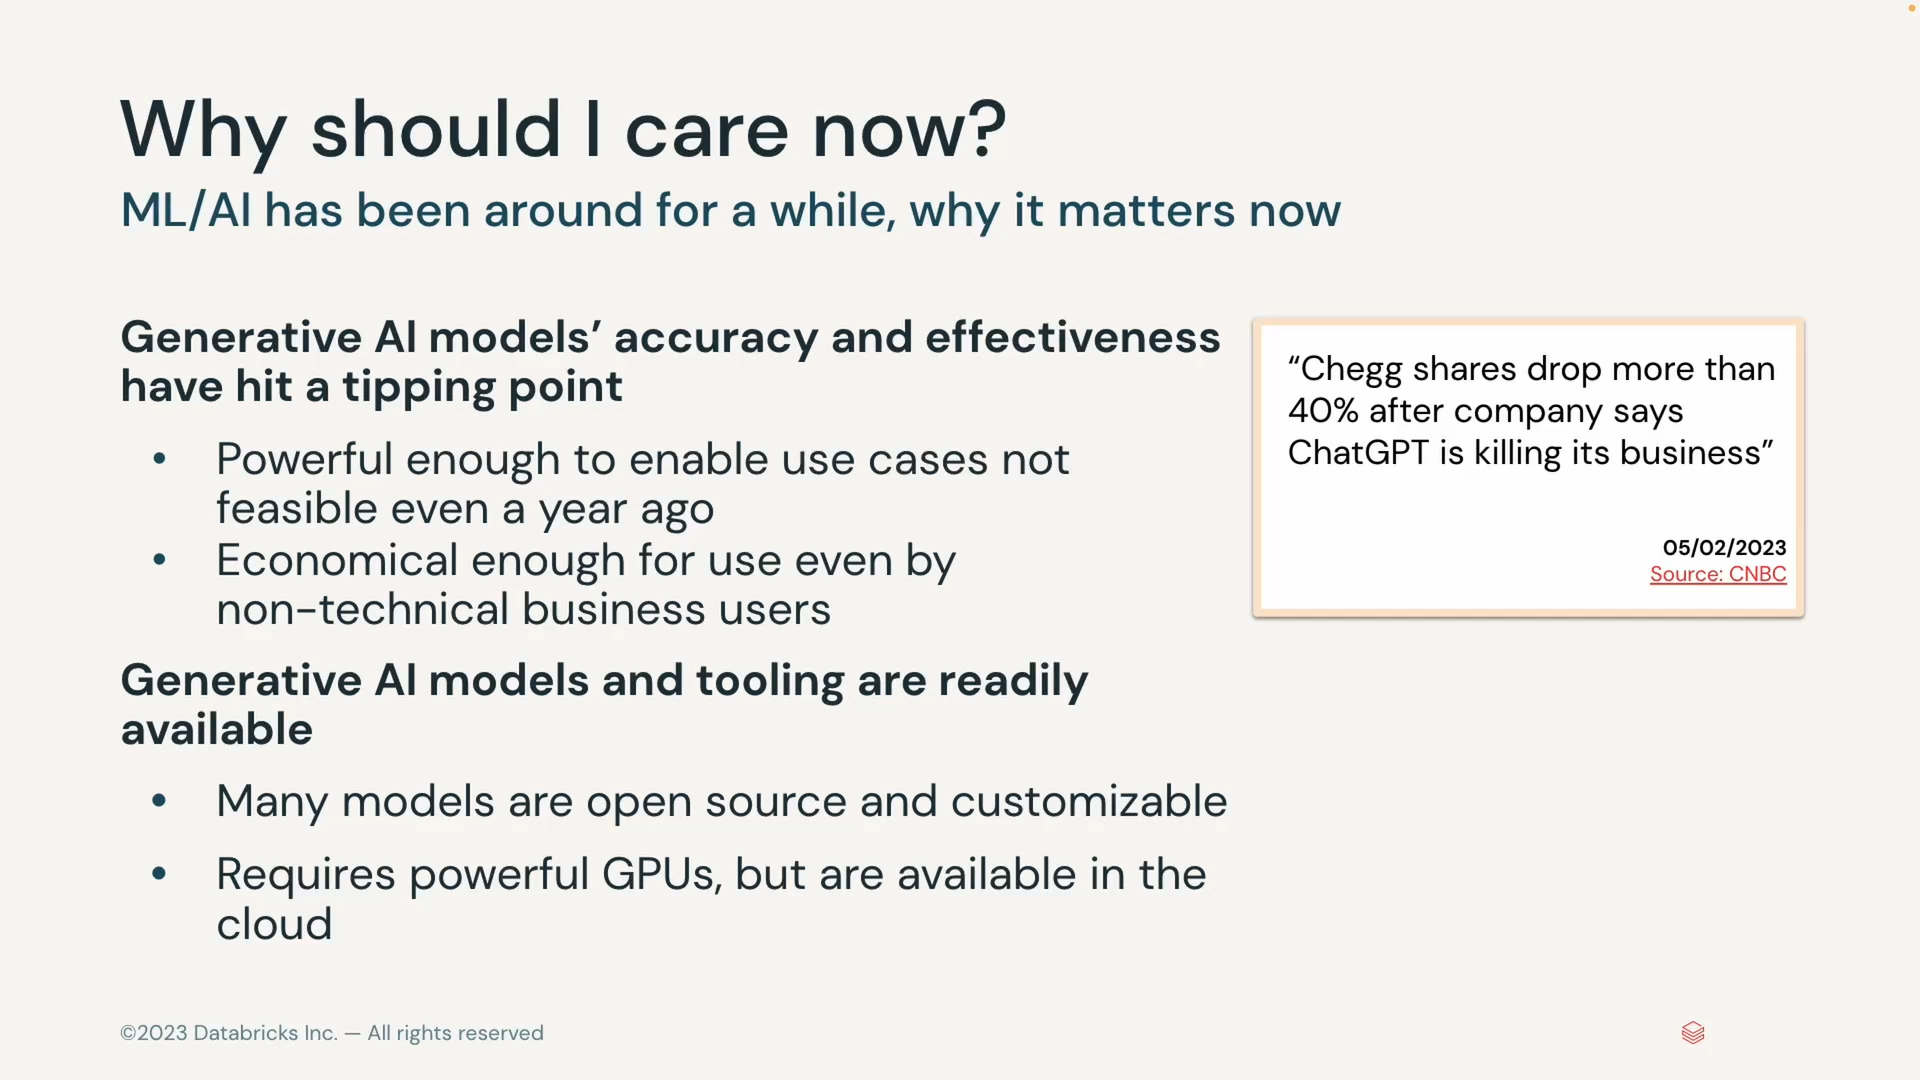 Why should I care now?
ML/AI has been around for a while, why it matters now
Generative AI models’ accuracy and effectiveness
have hit a tipping point
• Powerful enough to enable use cases not
feasible even a year ago
• Economical enough for use even by
non-technical business users
Generative AI models and tooling are readily
available
• Many models are open source and customizable
• Requires powerful GPUs, but are available in the
cloud
“Chegg shares drop more than
40% after company says
ChatGPT is killing its business”
05/02/2023
Source: CNBC
©2023 Databricks Inc. — All rights reserved